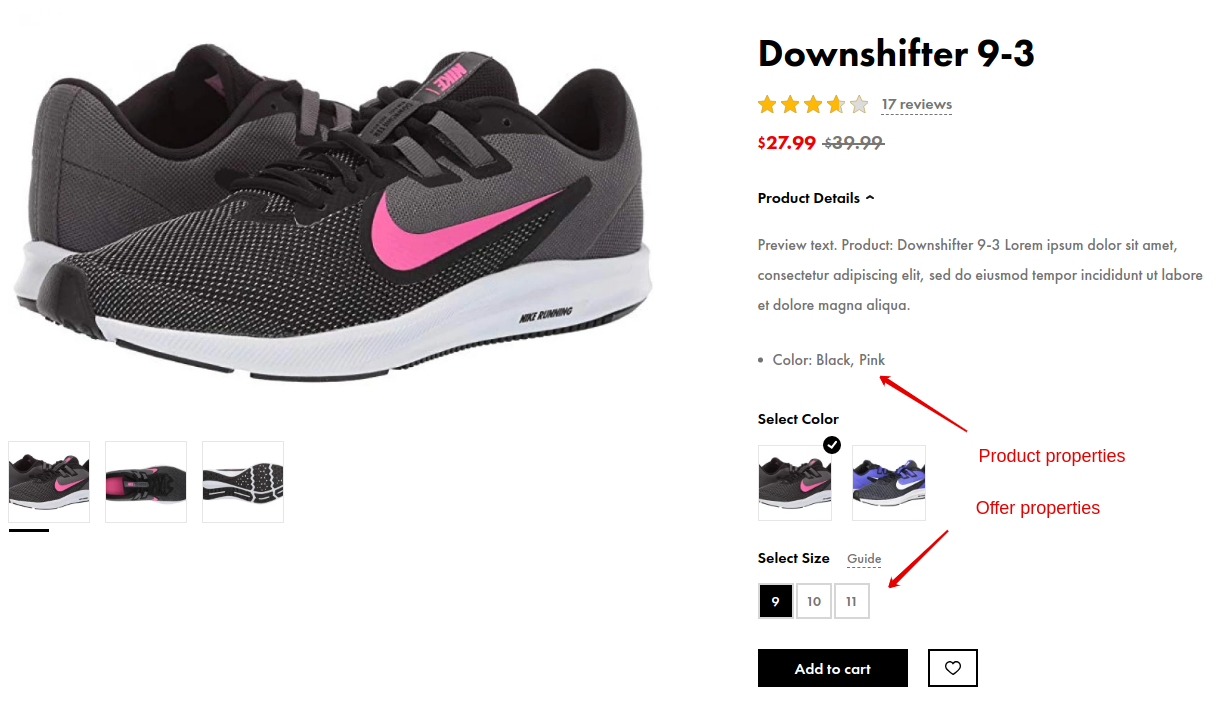 Downshifter 9-3
17 reviews
$27.99 $39.99
Product Details
Preview text. Product: Downshifter 9-3 Lorem ipsum dolor sit amet,
consectetur adipiscing elit, sed do eiusmod tempor incididunt ut labore
et dolore magna aliqua.
• Color: Black, Pink
Select Color
Product properties
Offer properties
Select Size Guide
9 10 11
Add to cart
NIKE
NIKE RUNNING